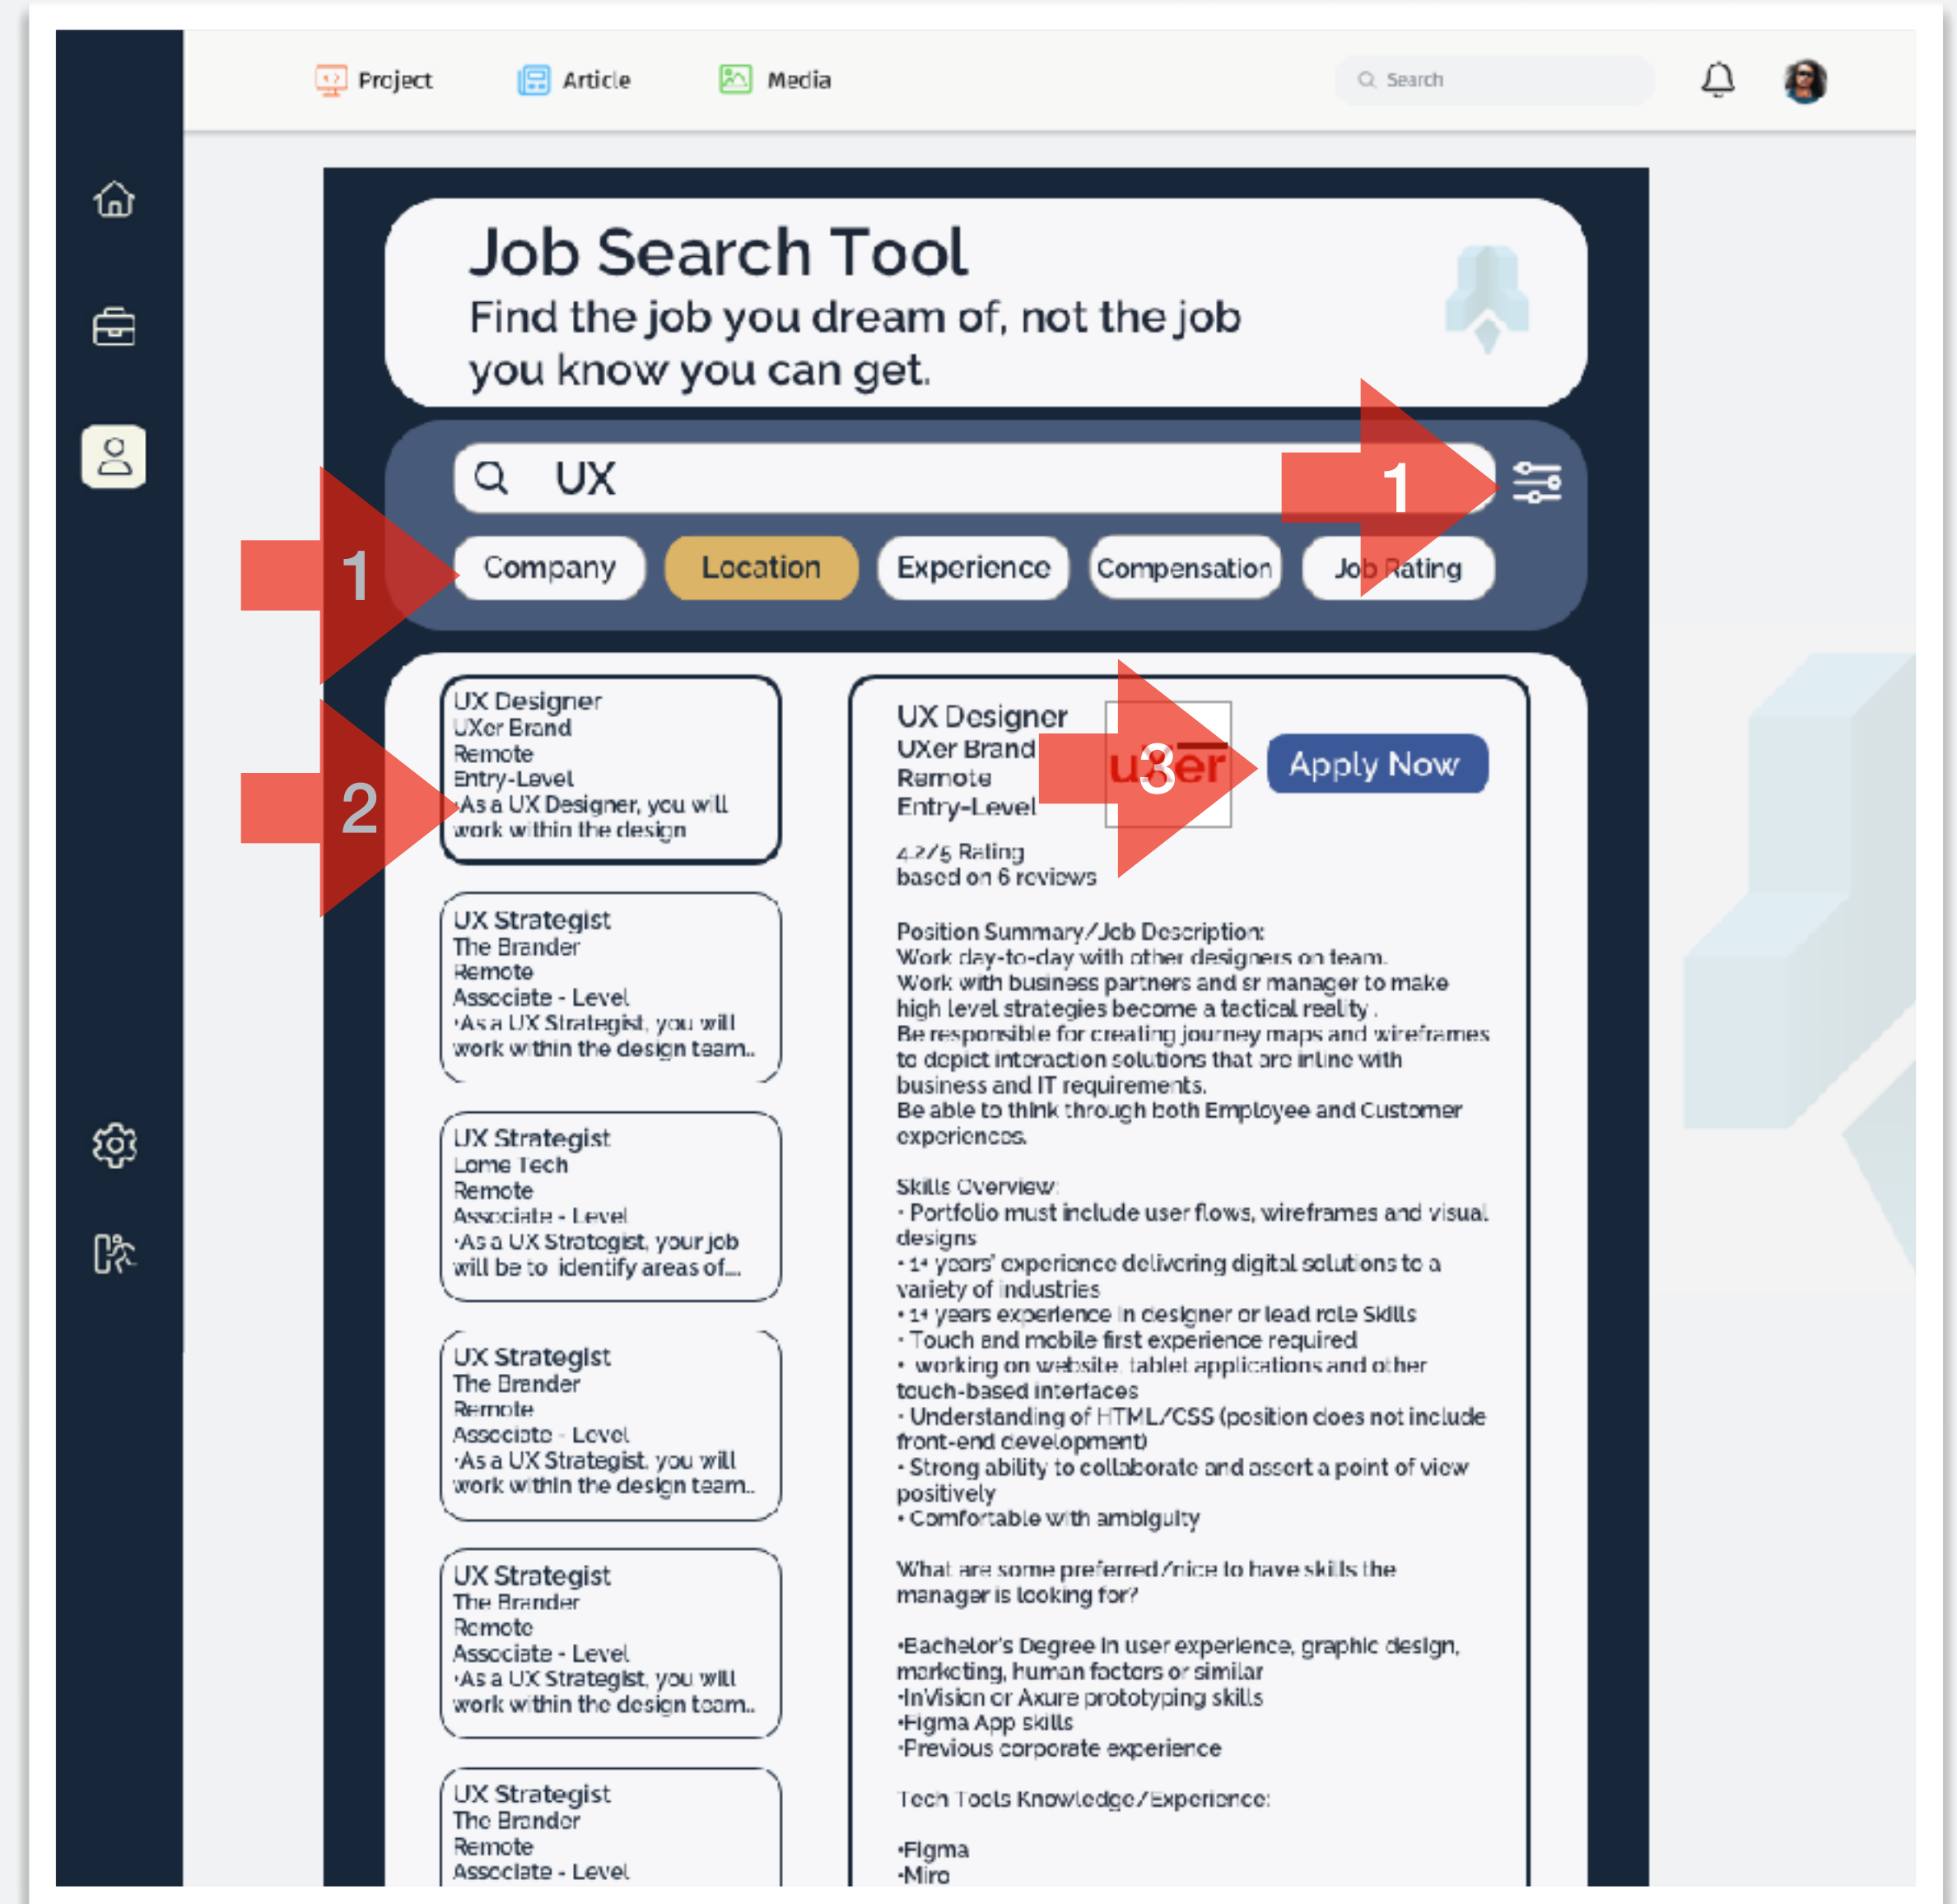 Project
Article
Media
Search
Job Search Tool
Find the job you dream of, not the job
you know you can get.
UX
1
1
Company
Location
Experience
Compensation
Job Rating
UX Designer
UXer Brand
Remote
Entry-Level
•As a UX Designer, you will
work within the design
2
UX Strategist
The Brander
Remote
Associate - Level
•As a UX Strategist, you will
work within the design team..
UX Strategist
Lome Tech
Remote
Associate - Level
•As a UX Strategist, your job
will be to identify areas of....
UX Strategist
The Brander
Remote
Associate - Level
•As a UX Strategist, you will
work within the design team..
UX Strategist
The Brander
Remote
Associate - Level
•As a UX Strategist, you will
work within the design team..
UX Strategist
The Brander
Remote
Associate - Level
UX Designer
UXer Brand
Remote
Entry-Level
uxer
3
Apply Now
4.2/5 Rating
based on 6 reviews
Position Summary/Job Description:
Work day-to-day with other designers on team.
Work with business partners and sr manager to make
high level strategies become a tactical reality .
Be responsible for creating journey maps and wireframes
to depict interaction solutions that are inline with
business and IT requirements.
Be able to think through both Employee and Customer
experiences.
Skills Overview:
• Portfolio must include user flows, wireframes and visual
designs
• 1+ years' experience delivering digital solutions to a
variety of industries
• 1+ years experience in designer or lead role Skills
• Touch and mobile first experience required
• working on website, tablet applications and other
touch-based interfaces
• Understanding of HTML/CSS (position does not include
front-end development)
• Strong ability to collaborate and assert a point of view
positively
• Comfortable with ambiguity
What are some preferred/nice to have skills the
manager is looking for?
•Bachelor's Degree in user experience, graphic design,
marketing, human factors or similar
•InVision or Axure prototyping skills
•Figma App skills
•Previous corporate experience
Tech Tools Knowledge/Experience:
•Figma
•Miro